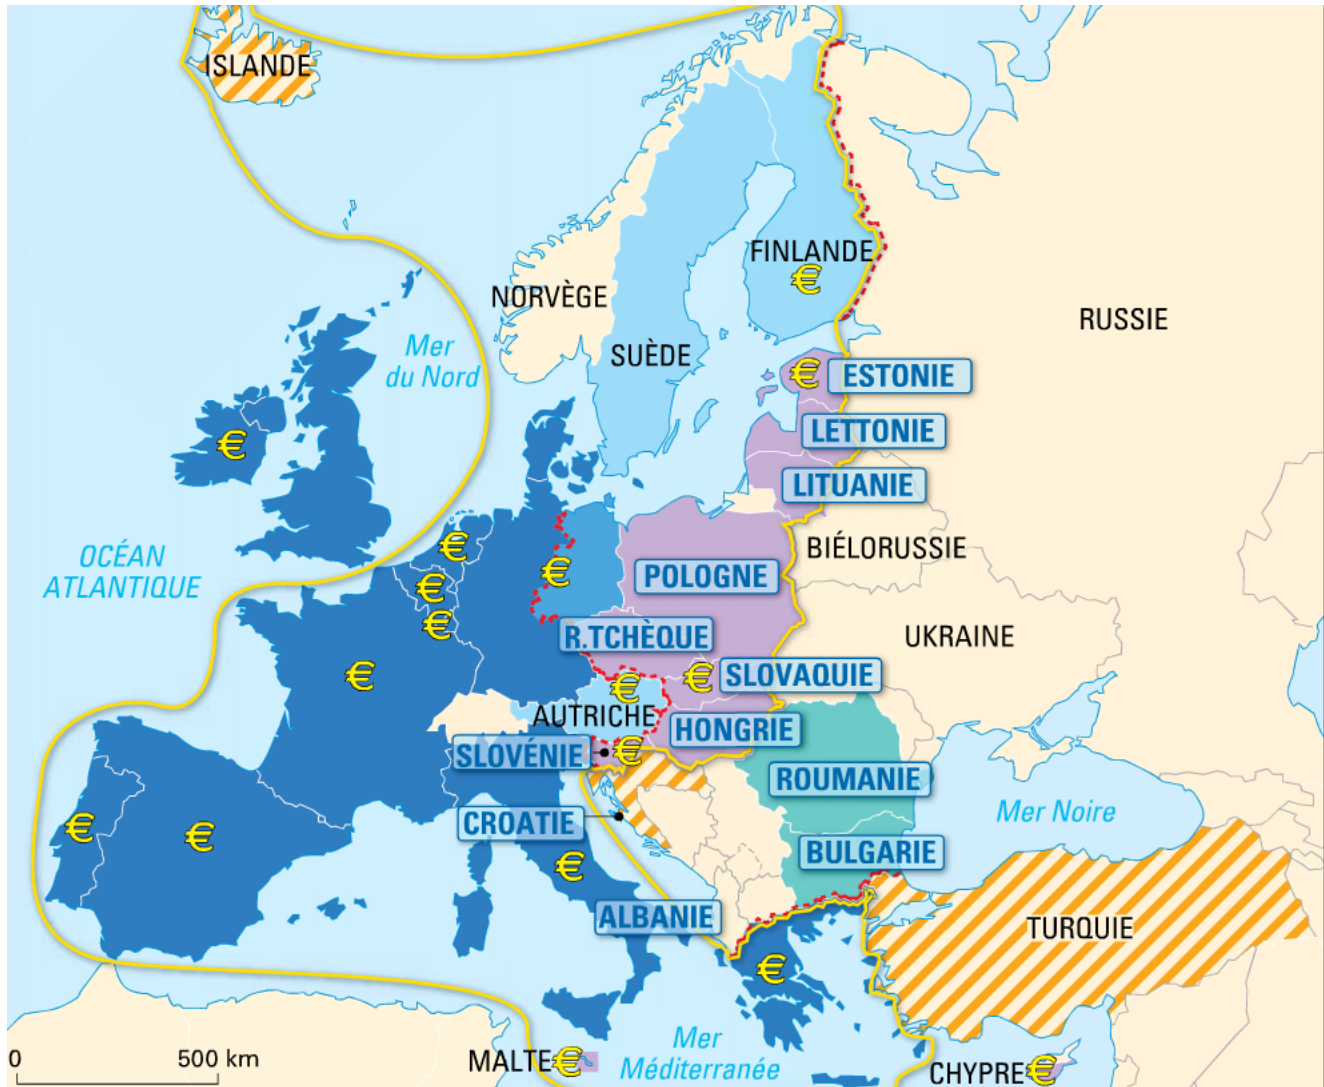 ISLANDE
FINLANDE
€
NORVÈGE
RUSSIE
Mer
du Nord
SUÈDE
€ ESTONIE
LETTONIE
€
LITUANIE
OCÉAN
ATLANTIQUE
€
BIÉLORUSSIE
€
€
POLOGNE
€
R.TCHÈQUE
UKRAINE
€
€
€ SLOVAQUIE
AUTRICHE
HONGRIE
SLOVÉNIE
€
ROUMANIE
CROATIE
Mer Noire
€
€
€
BULGARIE
ALBANIE
TURQUIE
€
0 500 km
MALTE €
Mer
Méditerranée
CHYPRE €